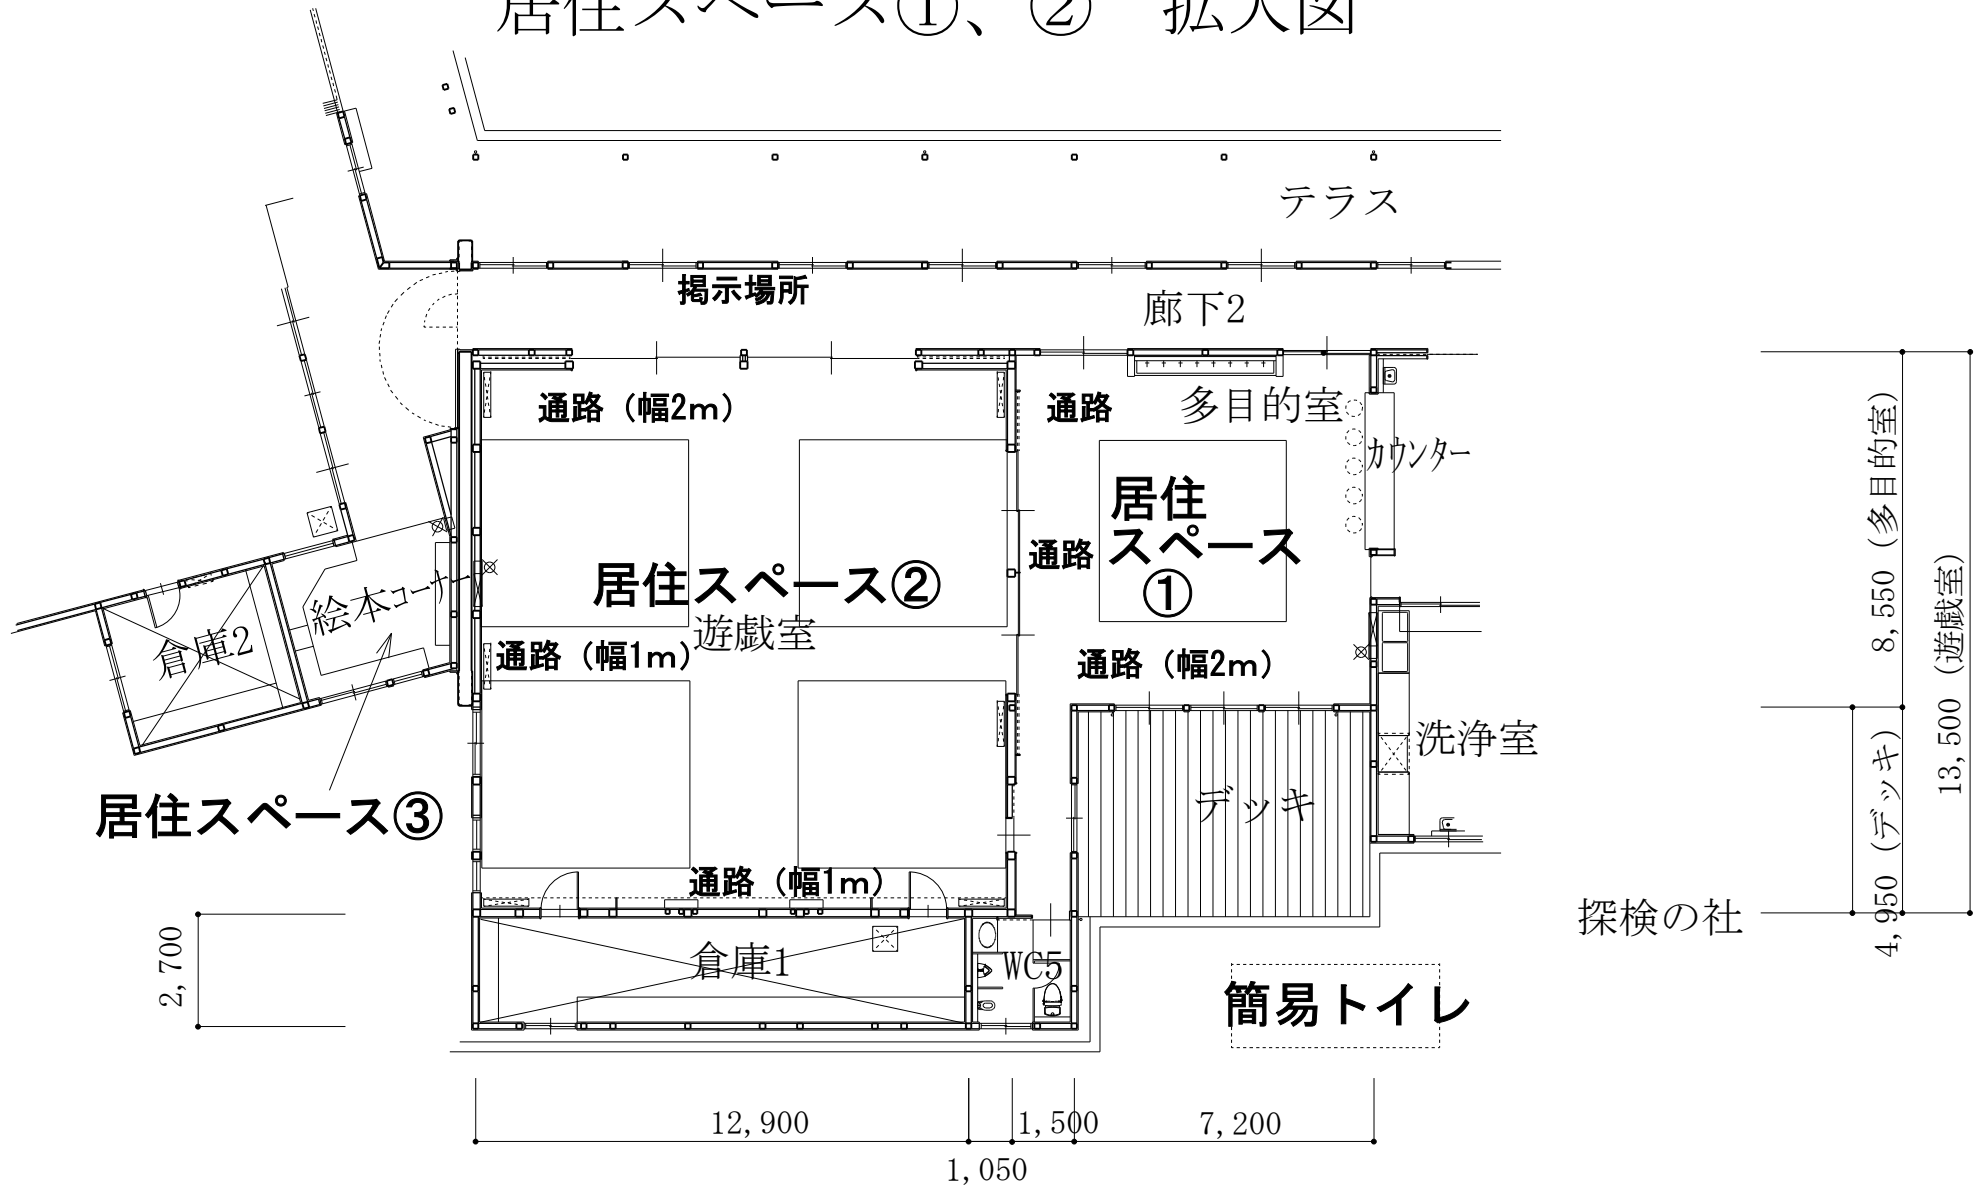 居住スペース①、② 拡大図
テラス
掲示場所
廊下2
通路（幅2m）
通路
多目的室
カウンター
居住
スペース
①
通路
居住スペース②
遊戯室
絵本コーナー
倉庫2
通路（幅1m）
通路（幅2m）
洗浄室
デッキ
居住スペース③
通路（幅1m）
倉庫1
WC5
簡易トイレ
探検の社
2,700
8,550（多目的室）
4,950（デッキ）
13,500（遊戯室）
12,900
1,500
7,200
1,050